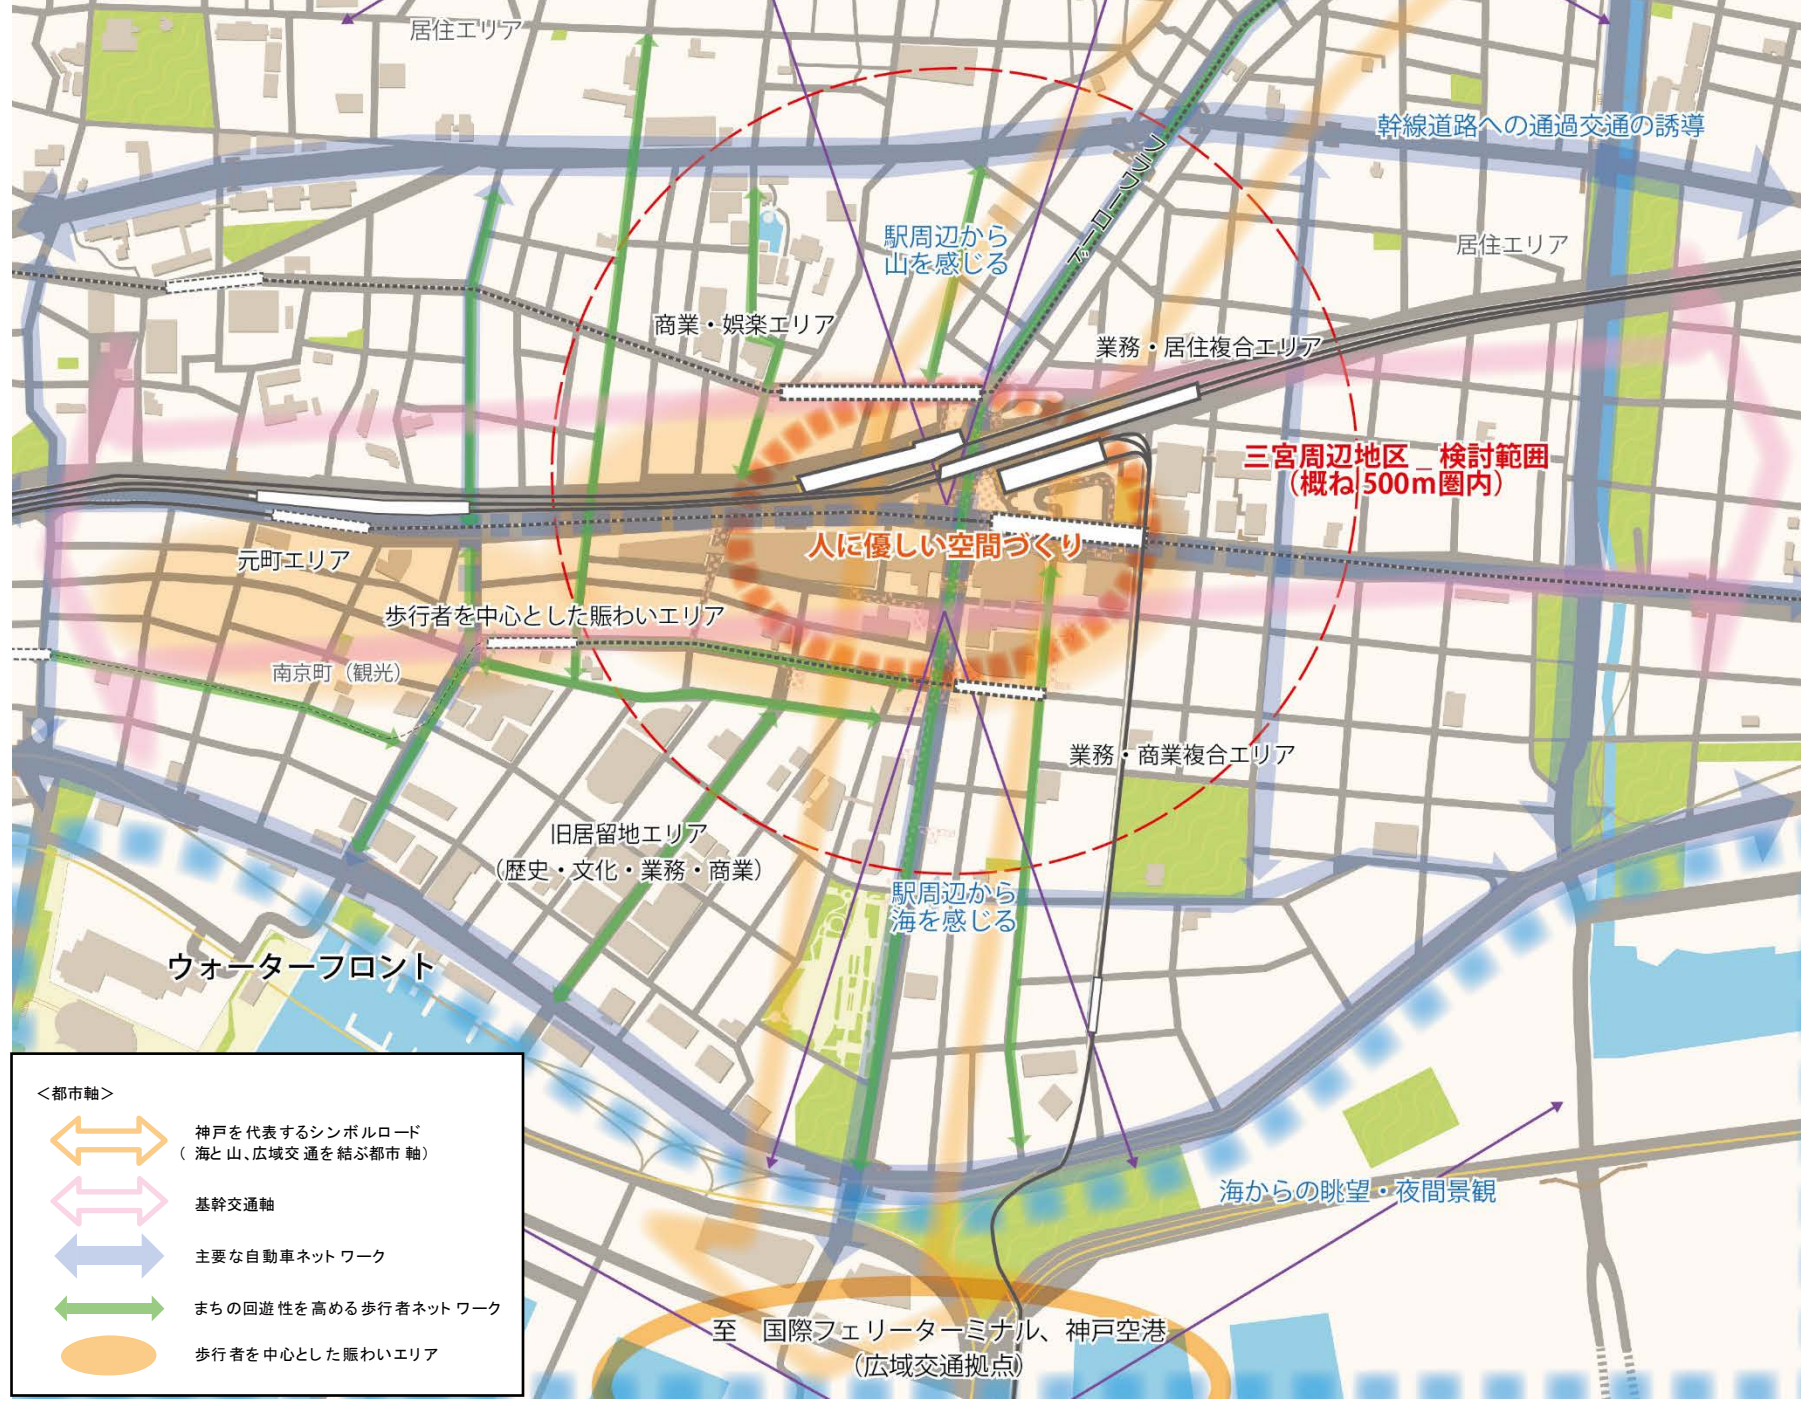 居住エリア
幹線道路への通過交通の誘導
フラワーロード
駅周辺から
山を感じる
居住エリア
商業・娯楽エリア
業務・居住複合エリア
三宮周辺地区_検討範囲
(概ね500m圏内)
人に優しい空間づくり
元町エリア
歩行者を中心とした賑わいエリア
南京町（観光）
業務・商業複合エリア
旧居留地エリア
（歴史・文化・業務・商業）
駅周辺から
海を感じる
ウォーターフロント
海からの眺望・夜間景観
至　国際フェリーターミナル、神戸空港
（広域交通拠点）
＜都市軸＞
神戸を代表するシンボルロード
（海と山、広域交通を結ぶ都市軸）
基幹交通軸
主要な自動車ネットワーク
まちの回遊性を高める歩行者ネットワーク
歩行者を中心とした賑わいエリア